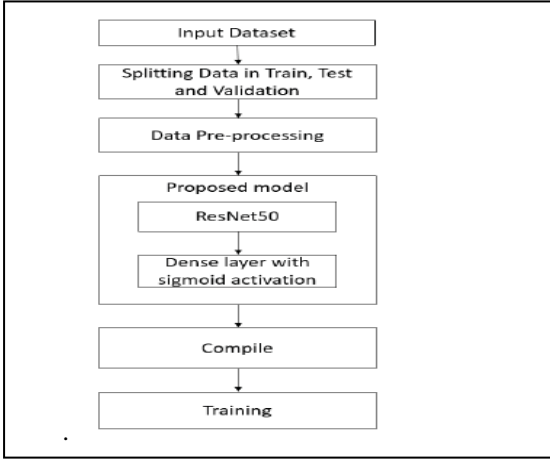 Input Dataset
Splitting Data in Train, Test
and Validation
Data Pre-processing
Proposed model
ResNet50
Dense layer with
sigmoid activation
Compile
Training
.